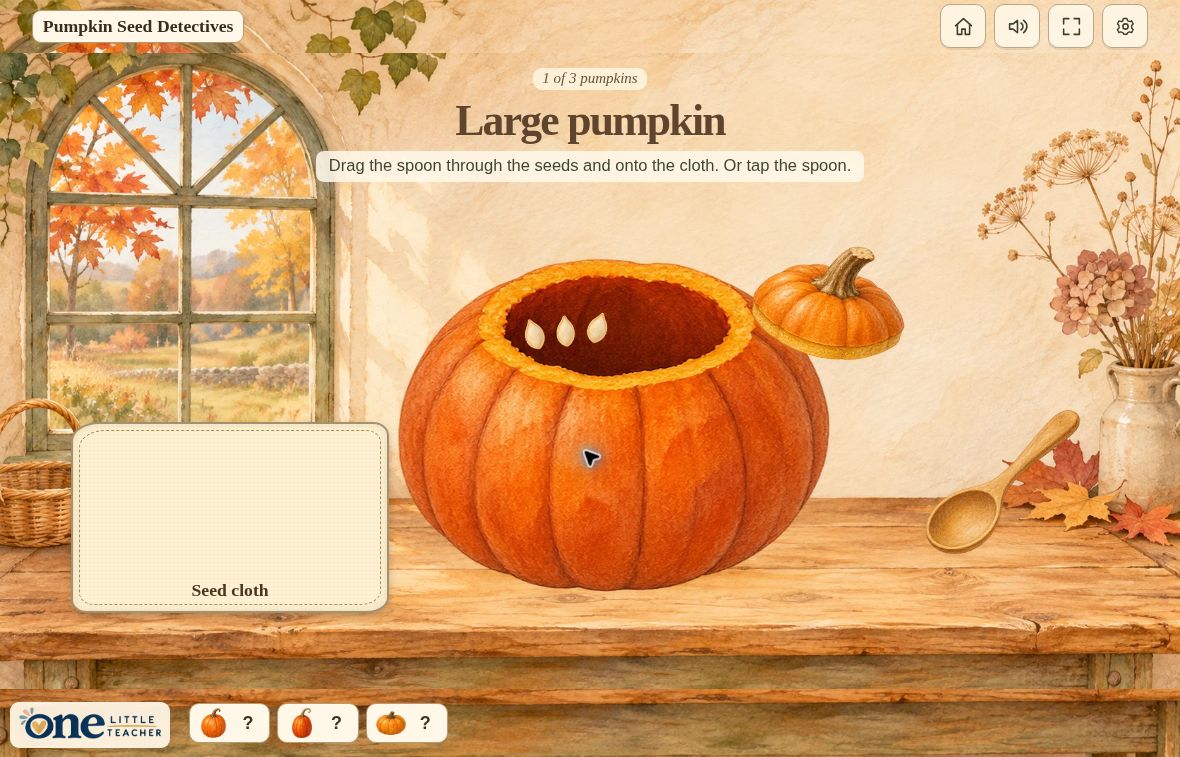 Pumpkin Seed Detectives
1 of 3 pumpkins
Large pumpkin
Drag the spoon through the seeds and onto the cloth. Or tap the spoon.
Seed cloth
one LITTLE TEACHER
?
?
?